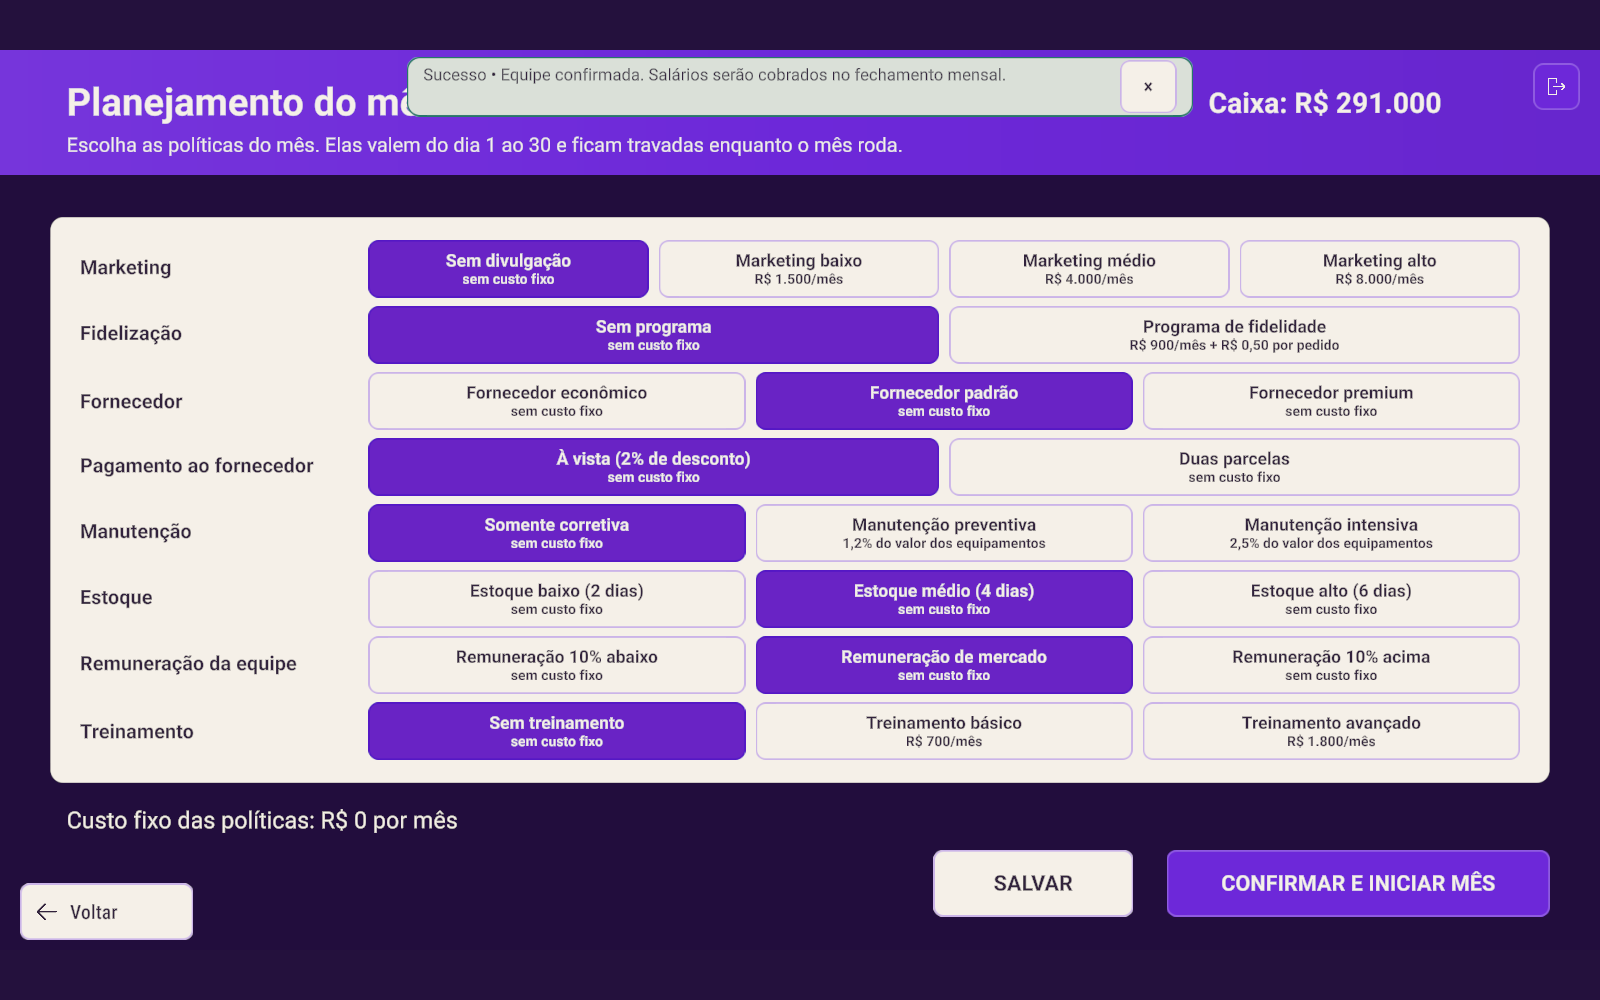 Sucesso • Equipe confirmada. Salários serão cobrados no fechamento mensal.
×
Planejamento do mê
Caixa: R$ 291.000
Escolha as políticas do mês. Elas valem do dia 1 ao 30 e ficam travadas enquanto o mês roda.
Marketing
Sem divulgação
sem custo fixo
Marketing baixo
R$ 1.500/mês
Marketing médio
R$ 4.000/mês
Marketing alto
R$ 8.000/mês
Fidelização
Sem programa
sem custo fixo
Programa de fidelidade
R$ 900/mês + R$ 0,50 por pedido
Fornecedor
Fornecedor econômico
sem custo fixo
Fornecedor padrão
sem custo fixo
Fornecedor premium
sem custo fixo
Pagamento ao fornecedor
À vista (2% de desconto)
sem custo fixo
Duas parcelas
sem custo fixo
Manutenção
Somente corretiva
sem custo fixo
Manutenção preventiva
1,2% do valor dos equipamentos
Manutenção intensiva
2,5% do valor dos equipamentos
Estoque
Estoque baixo (2 dias)
sem custo fixo
Estoque médio (4 dias)
sem custo fixo
Estoque alto (6 dias)
sem custo fixo
Remuneração da equipe
Remuneração 10% abaixo
sem custo fixo
Remuneração de mercado
sem custo fixo
Remuneração 10% acima
sem custo fixo
Treinamento
Sem treinamento
sem custo fixo
Treinamento básico
R$ 700/mês
Treinamento avançado
R$ 1.800/mês
Custo fixo das políticas: R$ 0 por mês
SALVAR
CONFIRMAR E INICIAR MÊS
Voltar